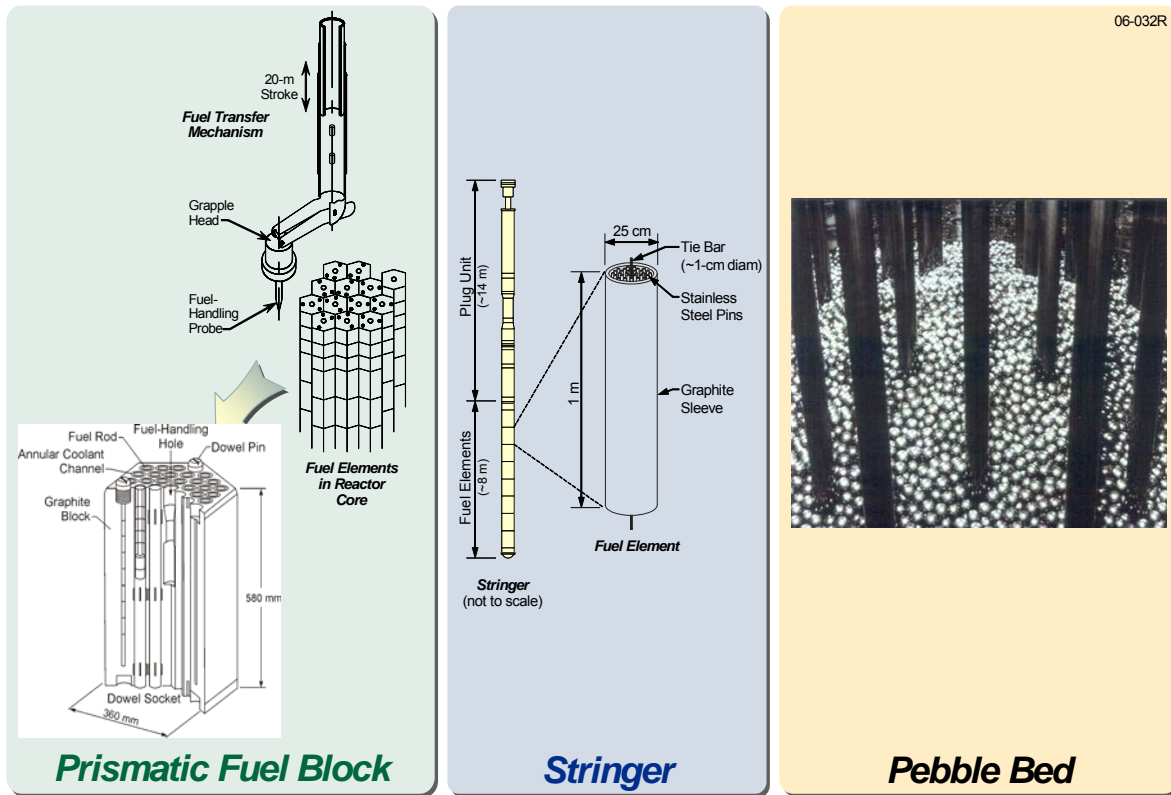 06-032R
20-m
Stroke
Fuel Transfer
Mechanism
Grapple
Head
Fuel-
Handling
Probe
Fuel Elements
in Reactor
Core
Fuel-Handling
Hole
Fuel Rod
Dowel Pin
Annular Coolant
Channel
Graphite
Block
580 mm
Dowel Socket
360 mm
Prismatic Fuel Block
Plug Unit
(~14 m)
Fuel Elements
(~8 m)
Stringer
(not to scale)
25 cm
Tie Bar
(~1-cm diam)
Stainless
Steel Pins
1 m
Graphite
Sleeve
Fuel Element
Stringer
Pebble Bed